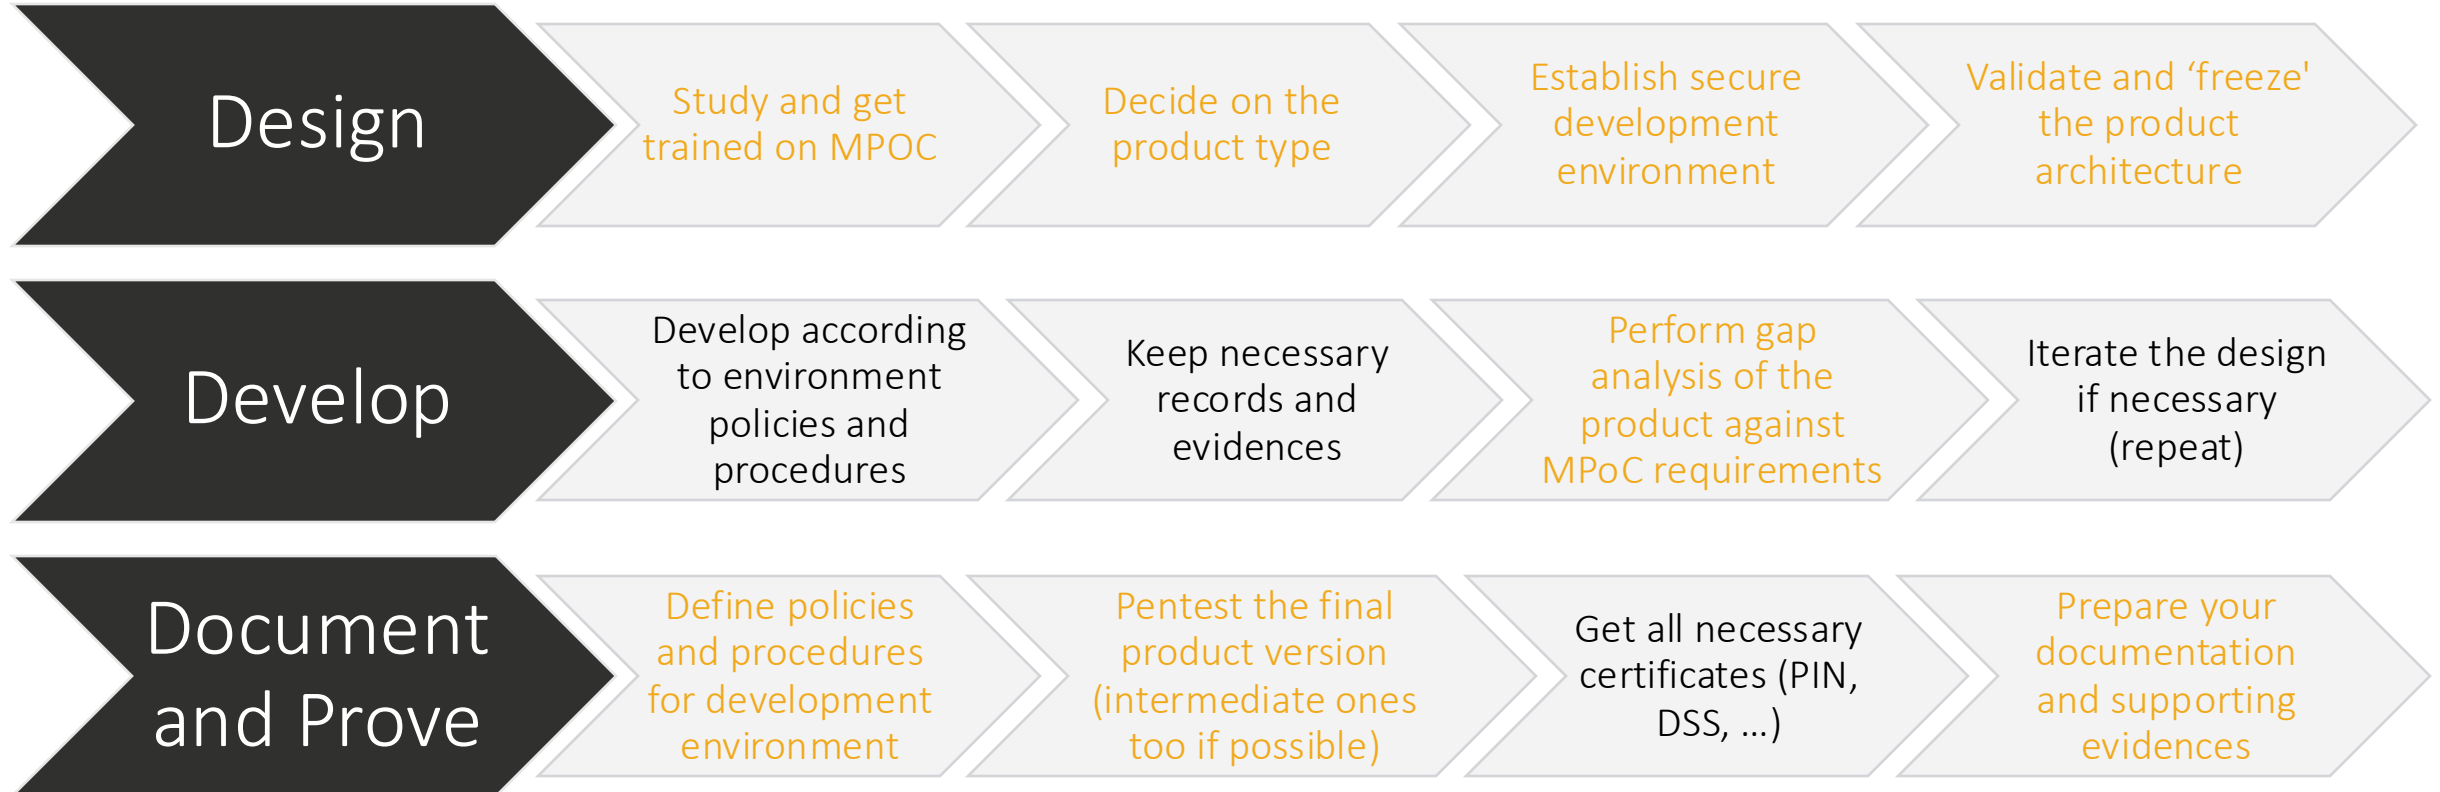 Design
Study and get
trained on MPOC
Decide on the
product type
Establish secure
development
environment
Validate and ‘freeze'
the product
architecture
Develop
Develop according
to environment
policies and
procedures
Keep necessary
records and
evidences
Perform gap
analysis of the
product against
MPoC requirements
Iterate the design
if necessary
(repeat)
Document
and Prove
Define policies
and procedures
for development
environment
Pentest the final
product version
(intermediate ones
too if possible)
Get all necessary
certificates (PIN,
DSS, ...)
Prepare your
documentation
and supporting
evidences